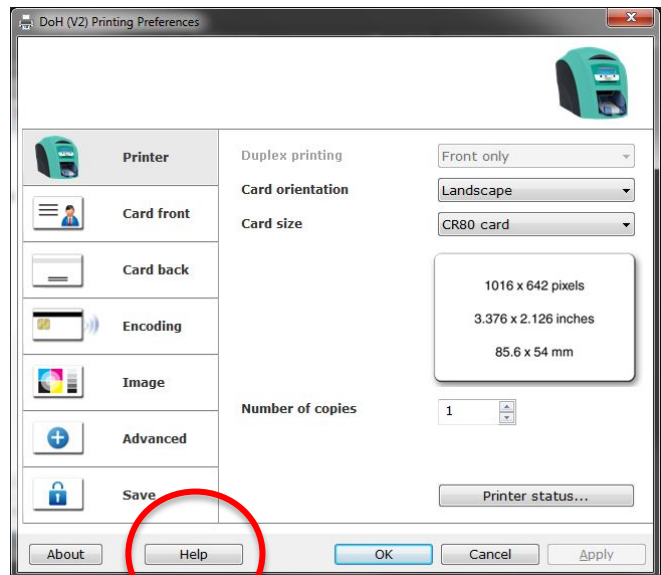 DoH (V2) Printing Preferences
X
Printer
Duplex printing
Front only
Card orientation
Landscape
Card front
Card size
CR80 card
Card back
1016 x 642 pixels
3.376 x 2.126 inches
85.6 x 54 mm
Encoding
Image
Number of copies
1
Advanced
Save
Printer status...
About
Help
OK
Cancel
Apply